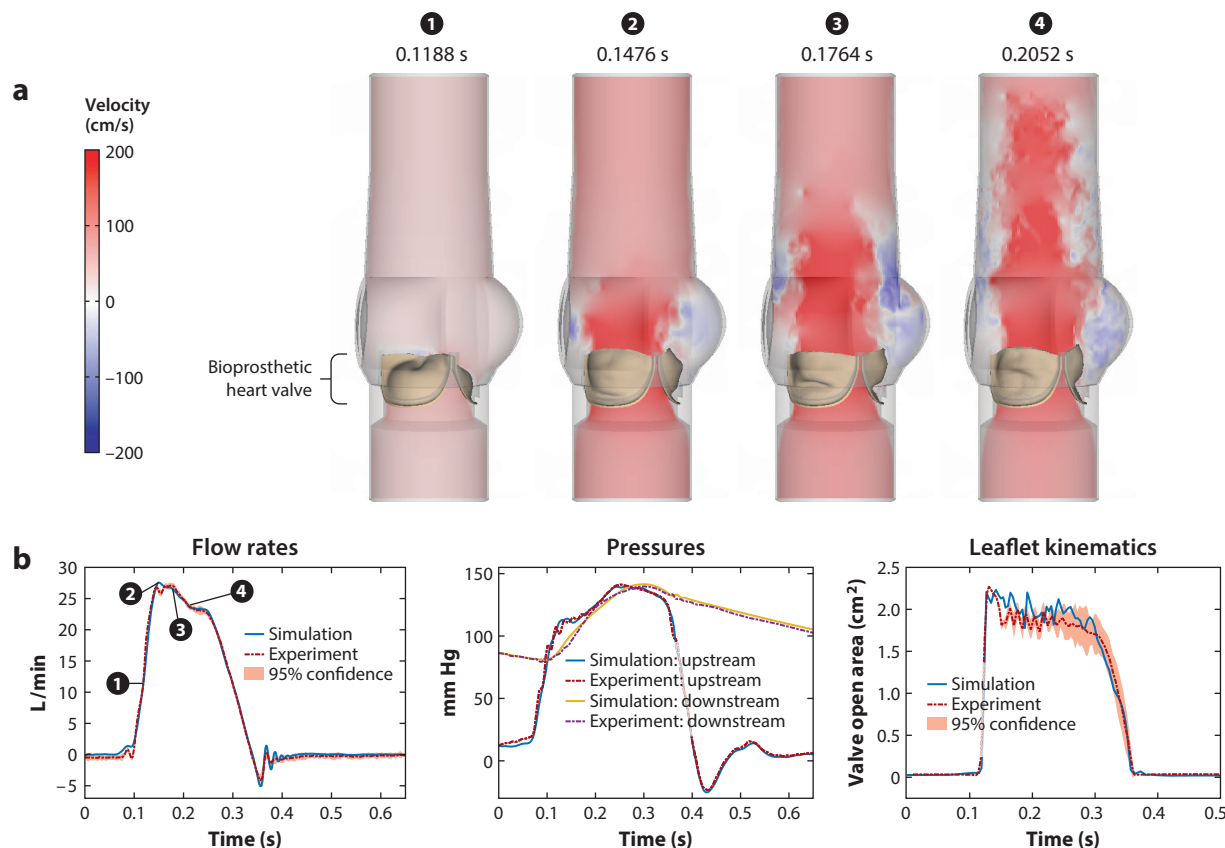 1 2 3 4
0.1188 s 0.1476 s 0.1764 s 0.2052 s
a
Velocity
(cm/s)
200
100
0
−100
−200
Bioprosthetic
heart valve
b
Flow rates
L/min
30
25
20
15
10
5
0
−5
2
4
3
1
Simulation
Experiment
95% confidence
0 0.1 0.2 0.3 0.4 0.5 0.6
Time (s)
Pressures
mm Hg
150
100
50
0
Simulation: upstream
Experiment: upstream
Simulation: downstream
Experiment: downstream
0 0.1 0.2 0.3 0.4 0.5 0.6
Time (s)
Leaflet kinematics
Valve open area (cm²)
2.5
2.0
1.5
1.0
0.5
0
Simulation
Experiment
95% confidence
0 0.1 0.2 0.3 0.4 0.5
Time (s)